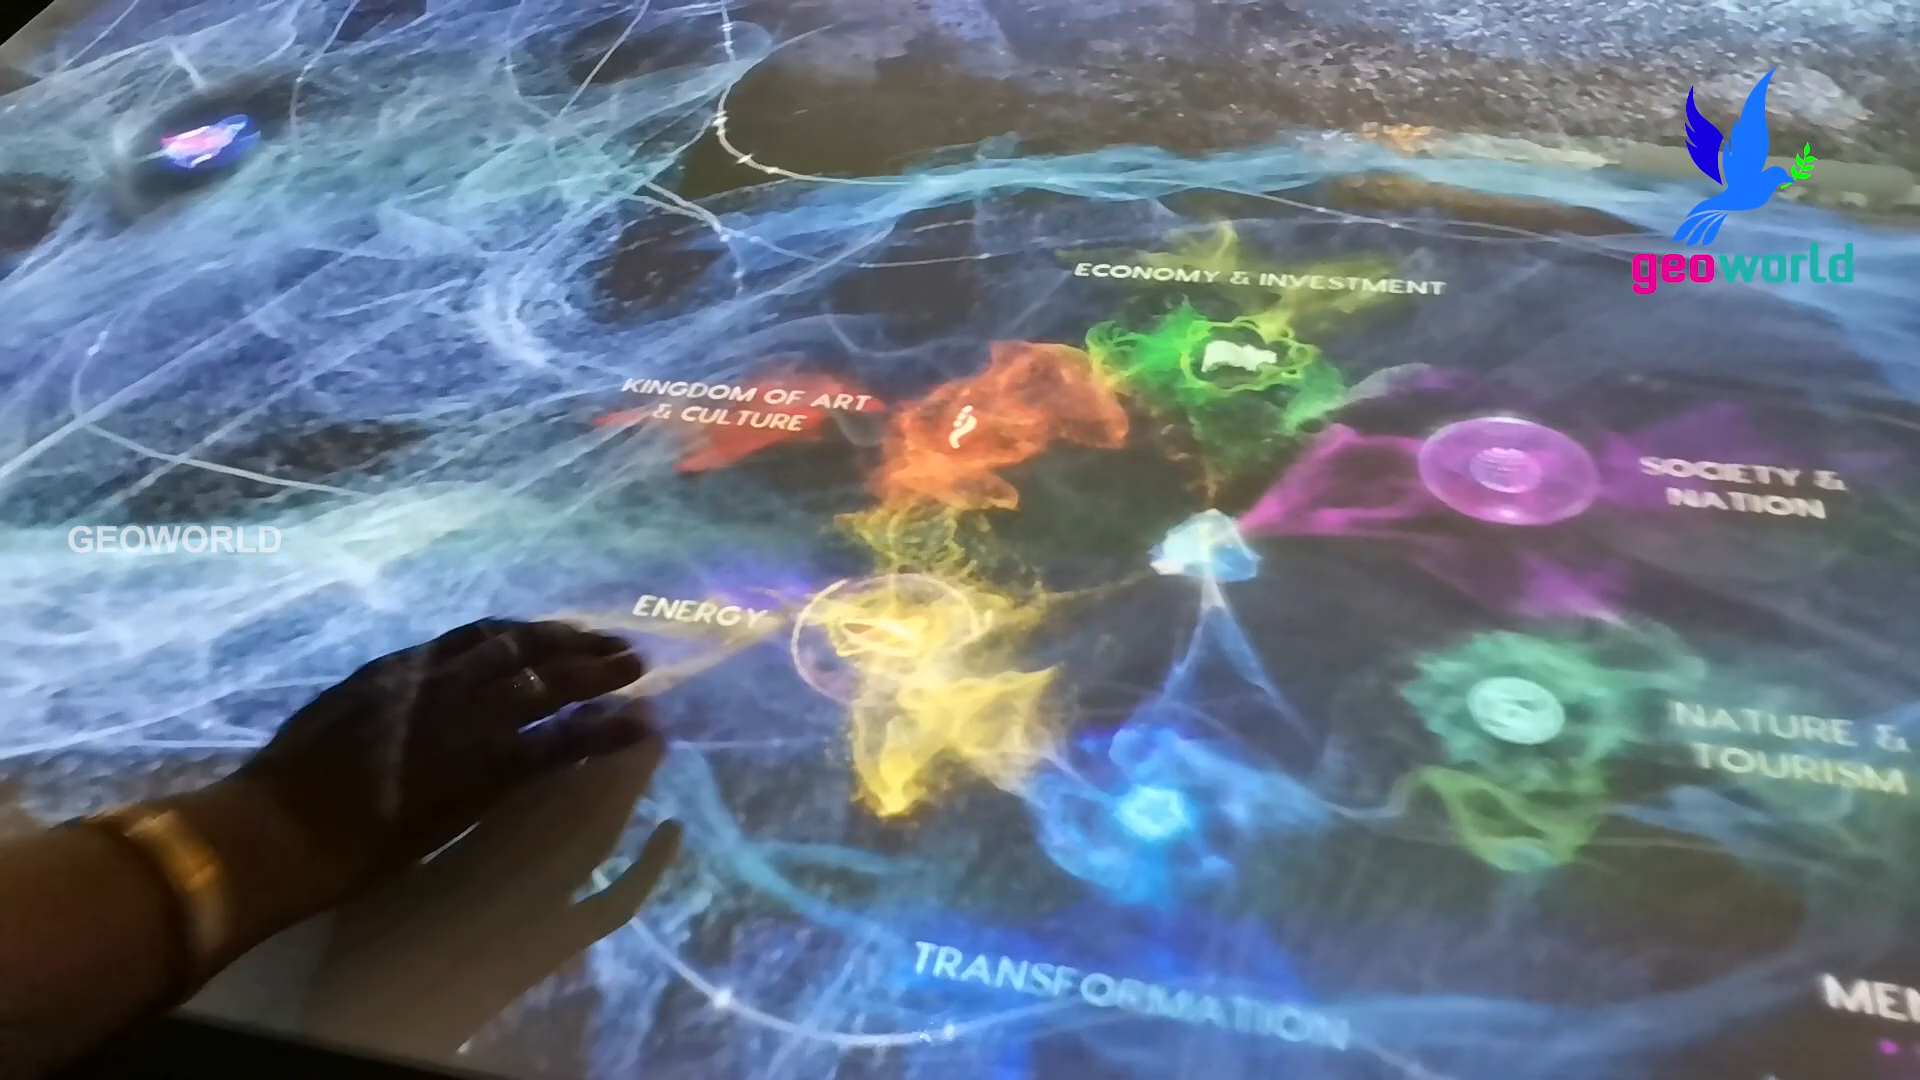 geoworld
ECONOMY & INVESTMENT
KINGDOM OF ART
& CULTURE
SOCIETY &
NATION
GEOWORLD
ENERGY
NATURE &
TOURISM
TRANSFORMATION